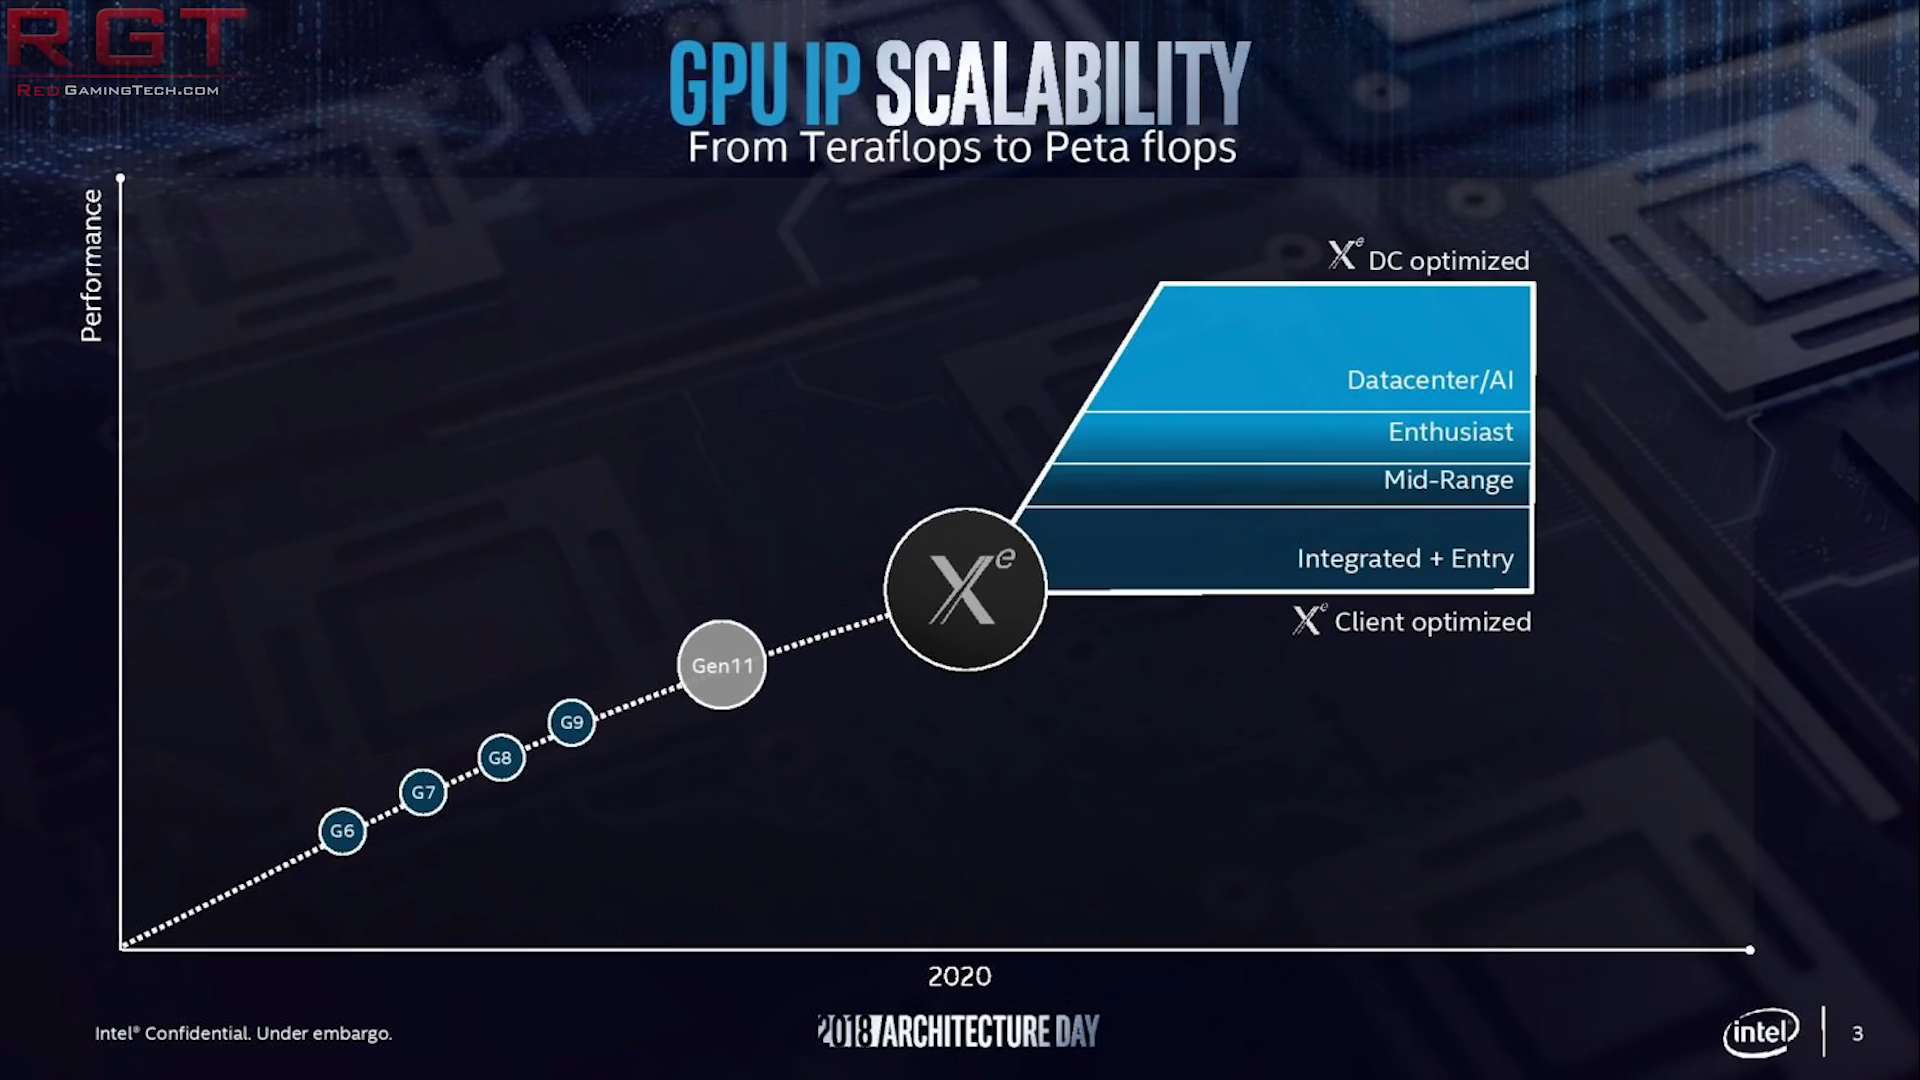 RGT
RedGamingTech.com
GPU IP SCALABILITY
From Teraflops to Peta flops
Performance
Xe DC optimized
Datacenter/AI
Enthusiast
Mid-Range
Integrated + Entry
Xe Client optimized
Xe
Gen11
G9
G8
G7
G6
2020
Intel® Confidential. Under embargo.
2018 ARCHITECTURE DAY
intel
3